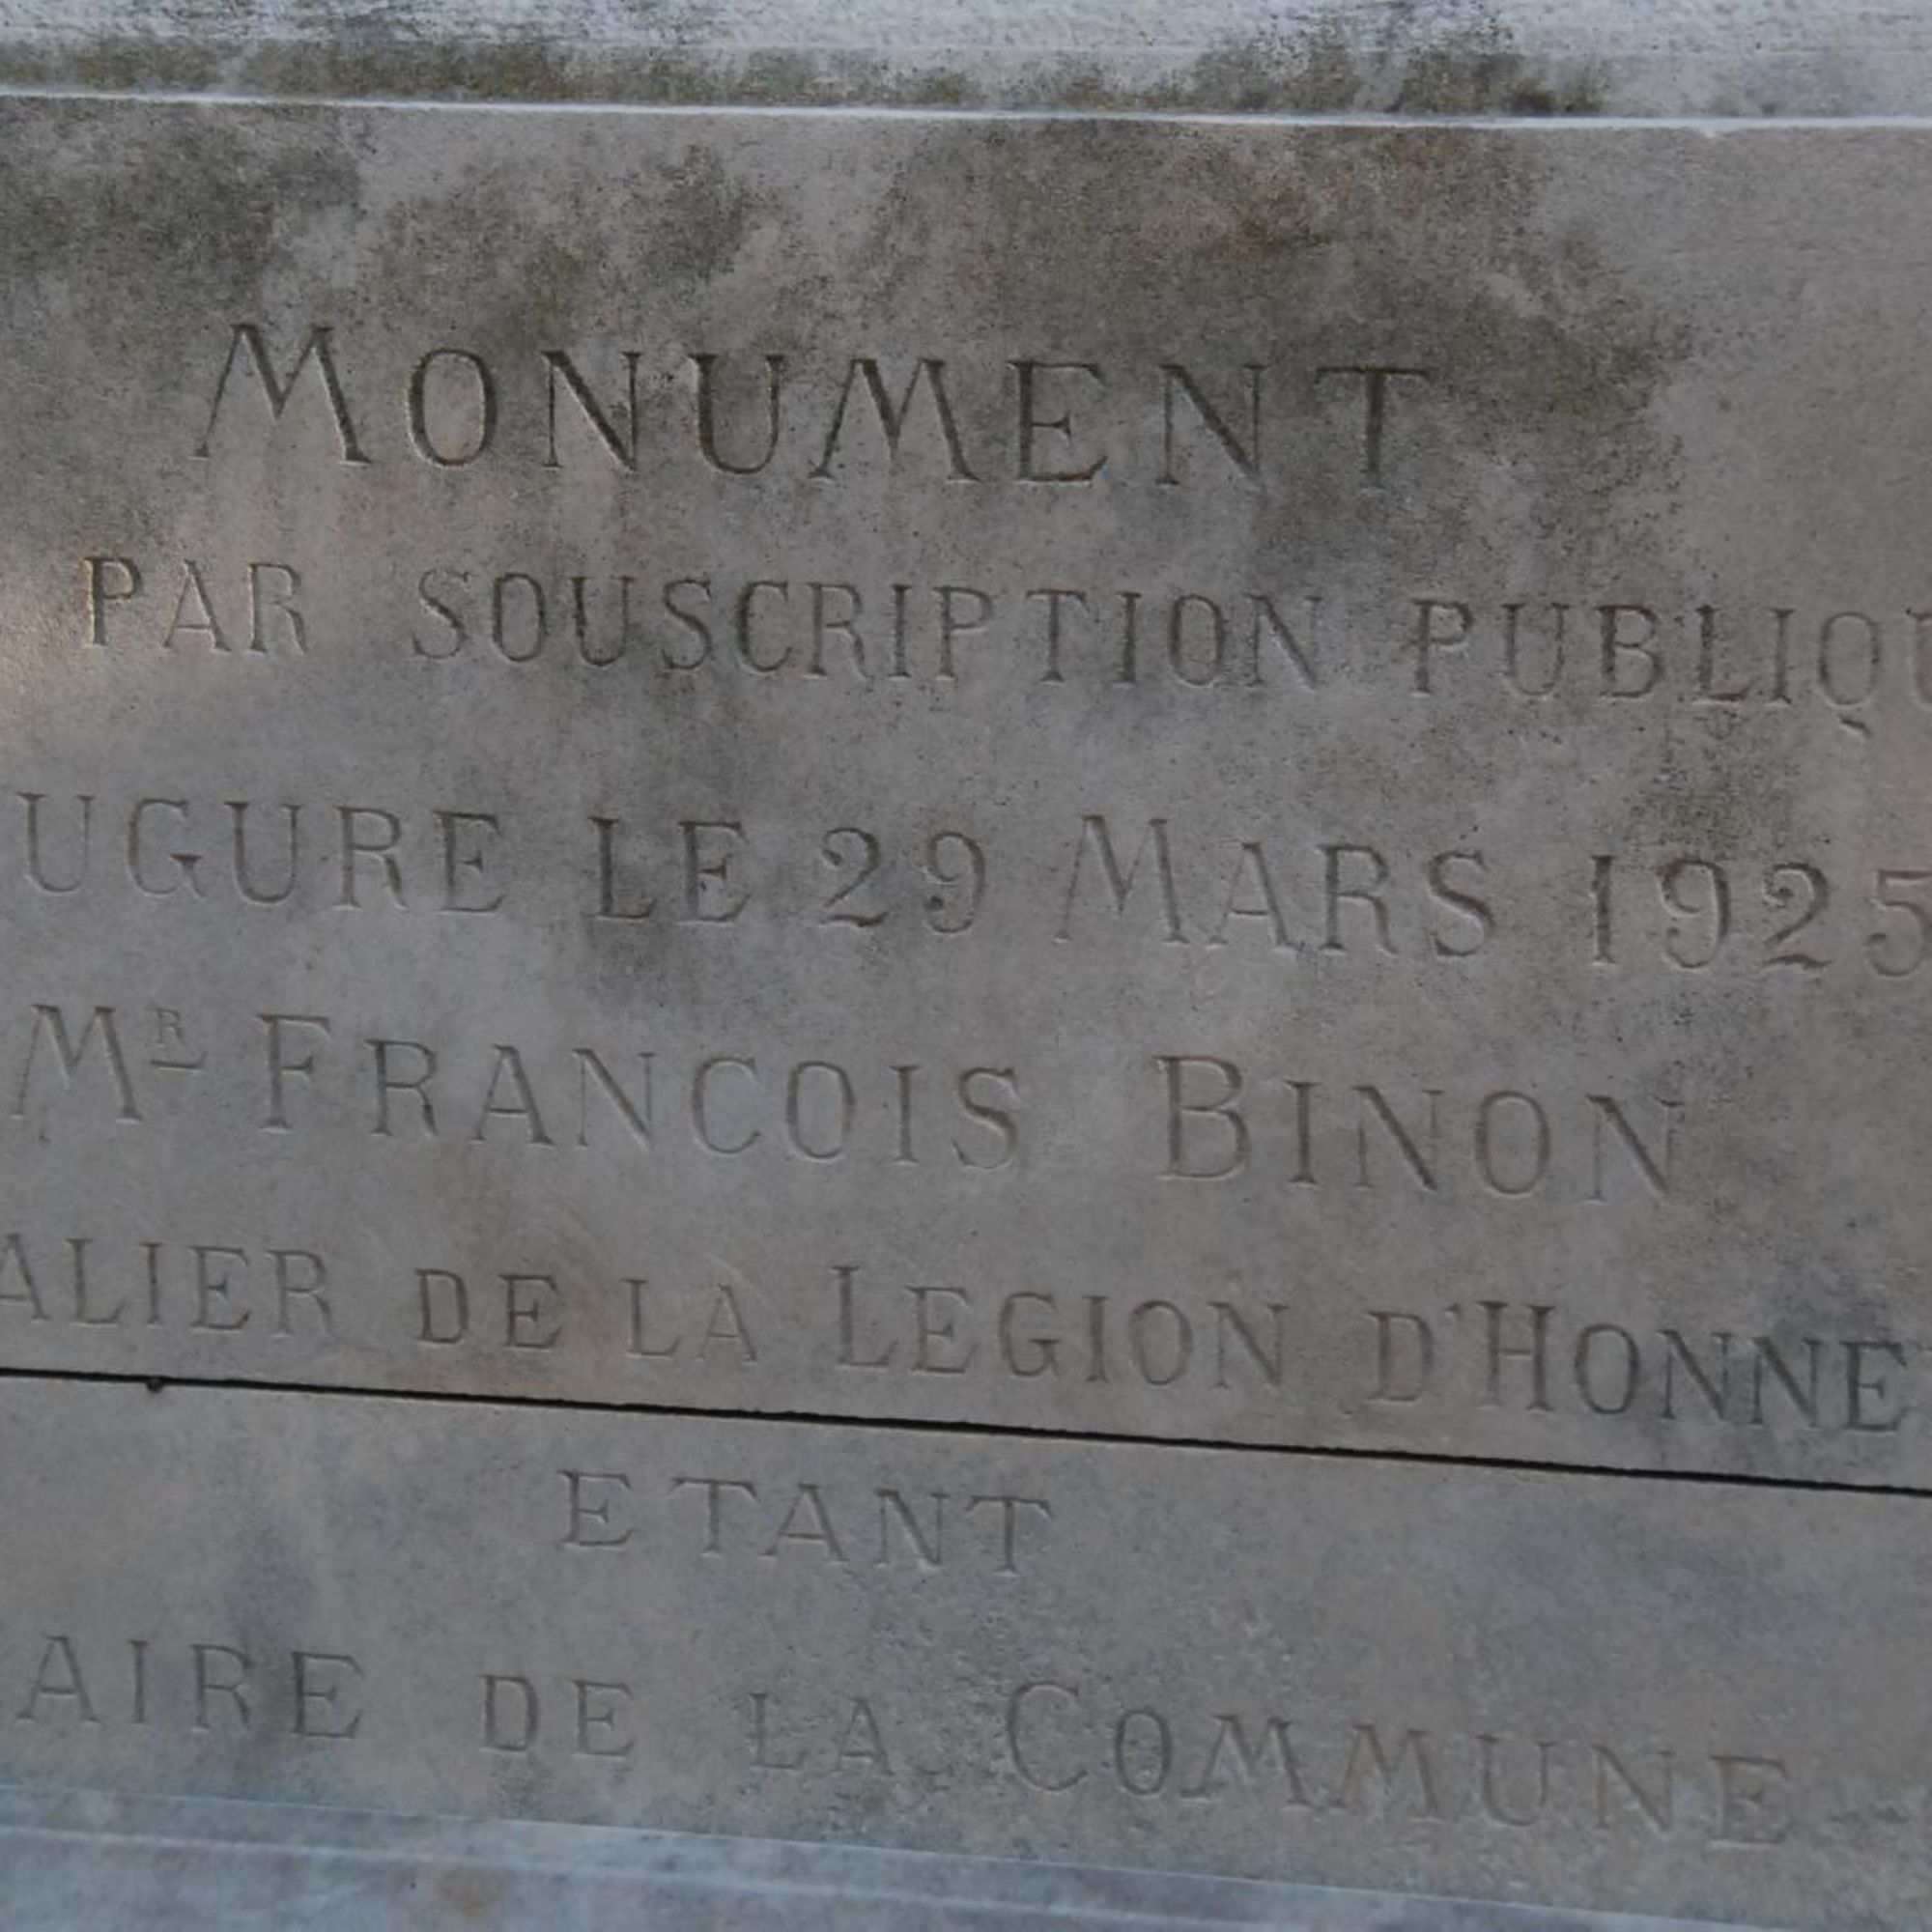 MONUMENT
PAR SOUSCRIPTION PUBLIQU
UGURE LE 29 MARS 1925
MR FRANCOIS BINON
ALIER DE LA LEGION D'HONNE
ETANT
AIRE DE LA COMMUNE